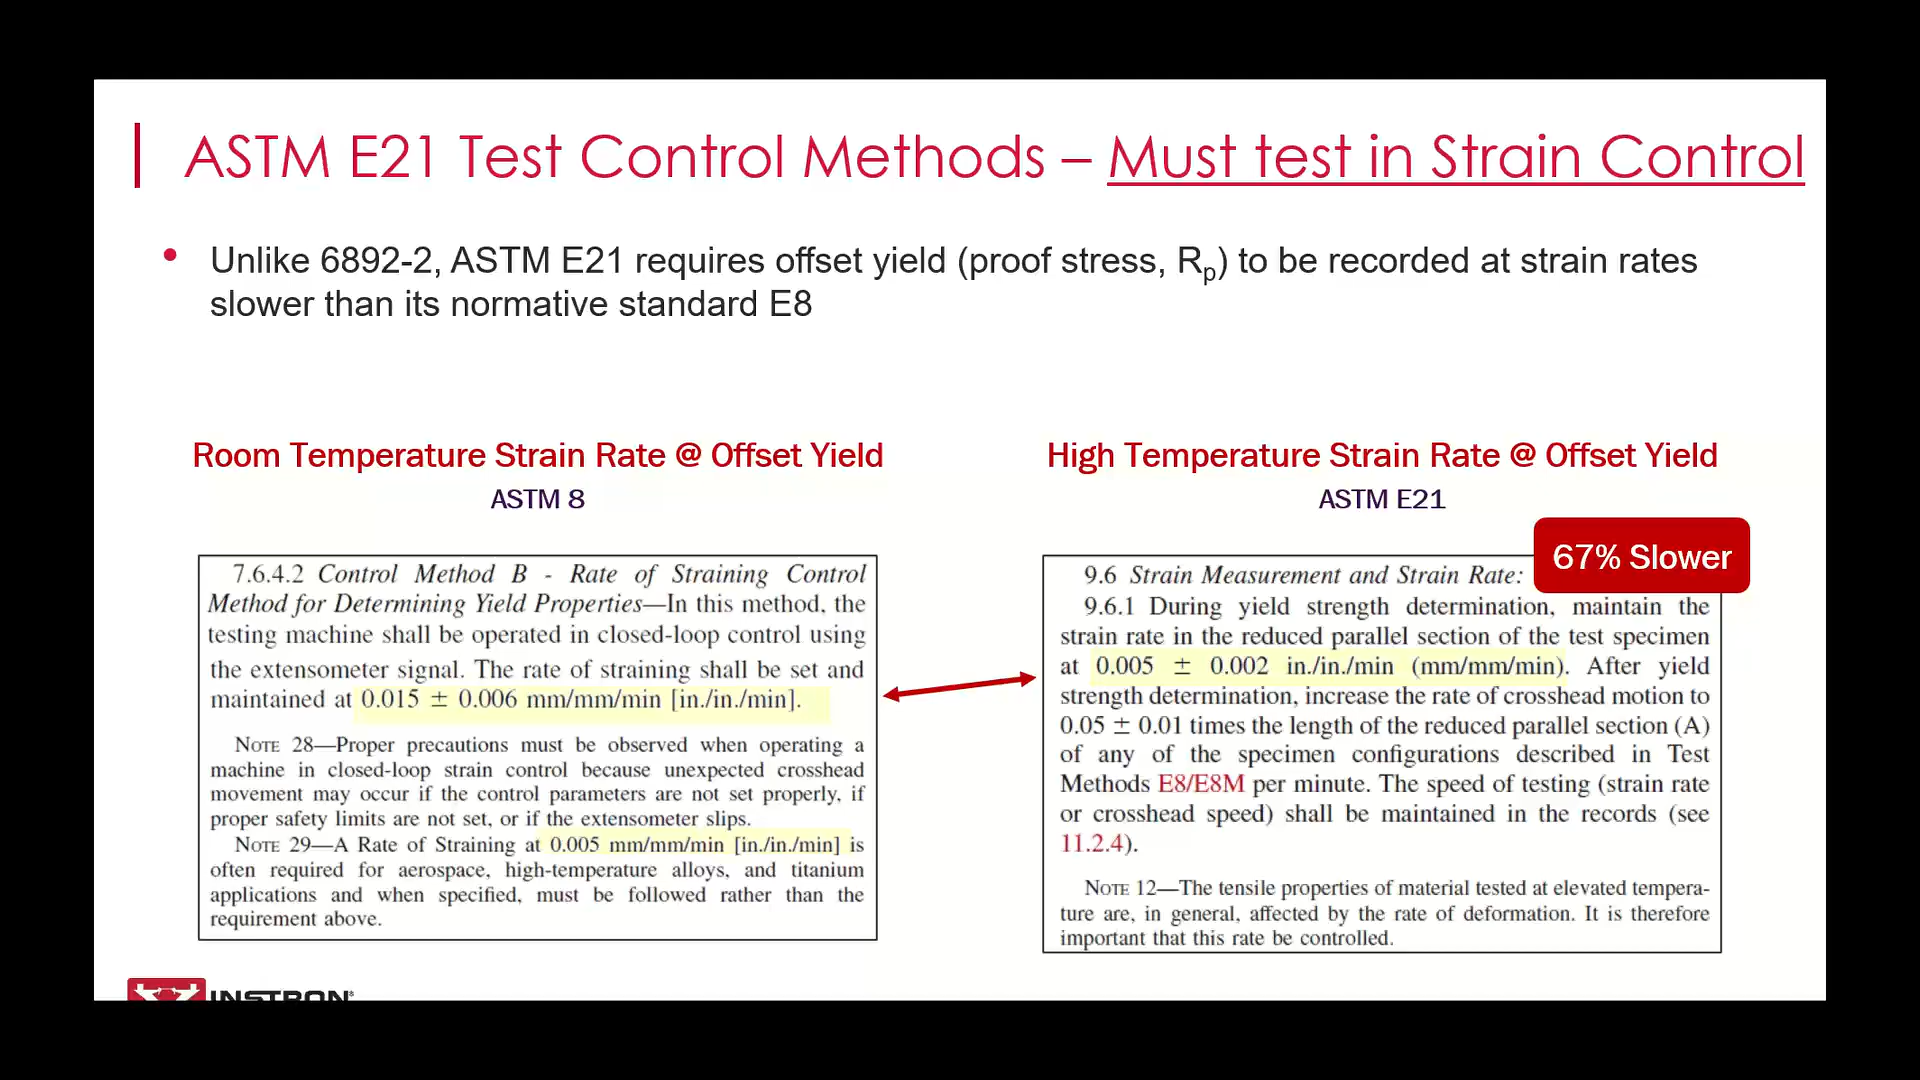 ASTM E21 Test Control Methods – Must test in Strain Control
• Unlike 6892-2, ASTM E21 requires offset yield (proof stress, Rp) to be recorded at strain rates
slower than its normative standard E8
Room Temperature Strain Rate @ Offset Yield
ASTM 8
7.6.4.2 Control Method B - Rate of Straining Control
Method for Determining Yield Properties—In this method, the
testing machine shall be operated in closed-loop control using
the extensometer signal. The rate of straining shall be set and
maintained at 0.015 ± 0.006 mm/mm/min [in./in./min].
NOTE 28—Proper precautions must be observed when operating a
machine in closed-loop strain control because unexpected crosshead
movement may occur if the control parameters are not set properly, if
proper safety limits are not set, or if the extensometer slips.
NOTE 29—A Rate of Straining at 0.005 mm/mm/min [in./in./min] is
often required for aerospace, high-temperature alloys, and titanium
applications and when specified, must be followed rather than the
requirement above.
High Temperature Strain Rate @ Offset Yield
ASTM E21
67% Slower
9.6 Strain Measurement and Strain Rate:
9.6.1 During yield strength determination, maintain the
strain rate in the reduced parallel section of the test specimen
at 0.005 ± 0.002 in./in./min (mm/mm/min). After yield
strength determination, increase the rate of crosshead motion to
0.05 ± 0.01 times the length of the reduced parallel section (A)
of any of the specimen configurations described in Test
Methods E8/E8M per minute. The speed of testing (strain rate
or crosshead speed) shall be maintained in the records (see
11.2.4).
NOTE 12—The tensile properties of material tested at elevated tempera-
ture are, in general, affected by the rate of deformation. It is therefore
important that this rate be controlled.
INSTRON®